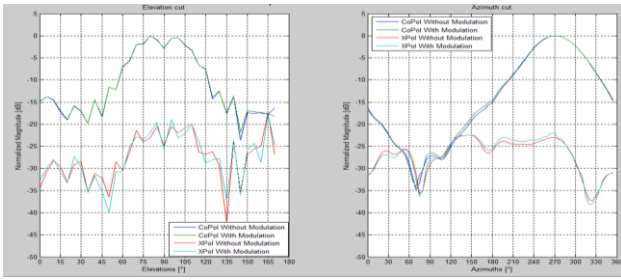 Elevation cut
5
0
-5
-10
-15
-20
-25
-30
-35
-40
-45
-50
Normalized Magnitude [dB]
CoPol Without Modulation
CoPol With Modulation
XPol Without Modulation
XPol With Modulation
0 15 30 45 60 75 90 105 120 135 150 165 180
Elevations [°]
Azimuth cut
5
0
-5
-10
-15
-20
-25
-30
-35
-40
-45
-50
Normalized Magnitude [dB]
CoPol Without Modulation
CoPol With Modulation
XPol Without Modulation
XPol With Modulation
0 30 60 90 120 150 180 210 240 270 300 330 360
Azimuths [°]